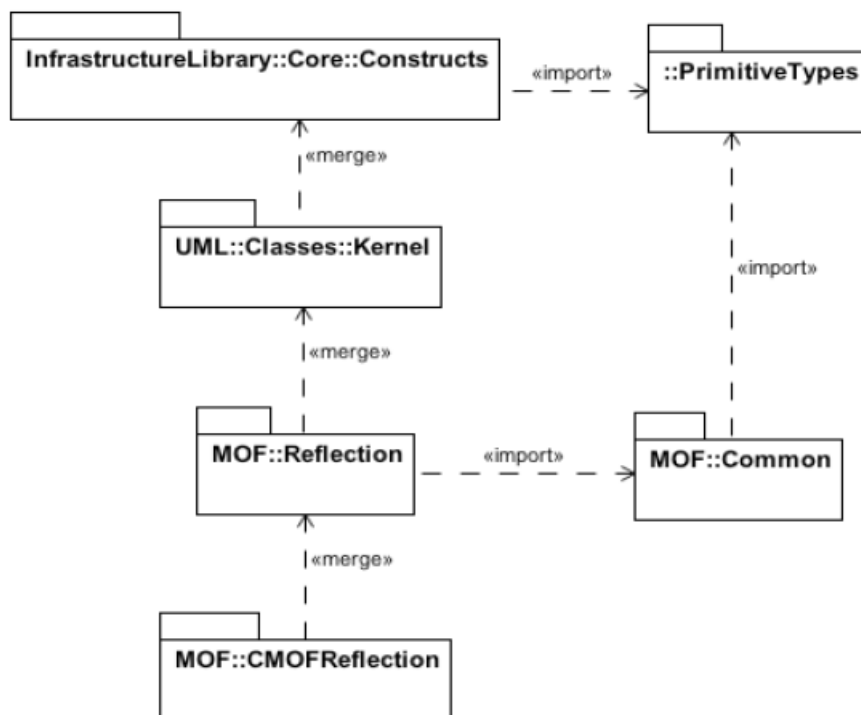 InfrastructureLibrary::Core::Constructs
«import»
::PrimitiveTypes
«merge»
UML::Classes::Kernel
«import»
«merge»
MOF::Reflection
«import»
MOF::Common
«merge»
MOF::CMOFReflection